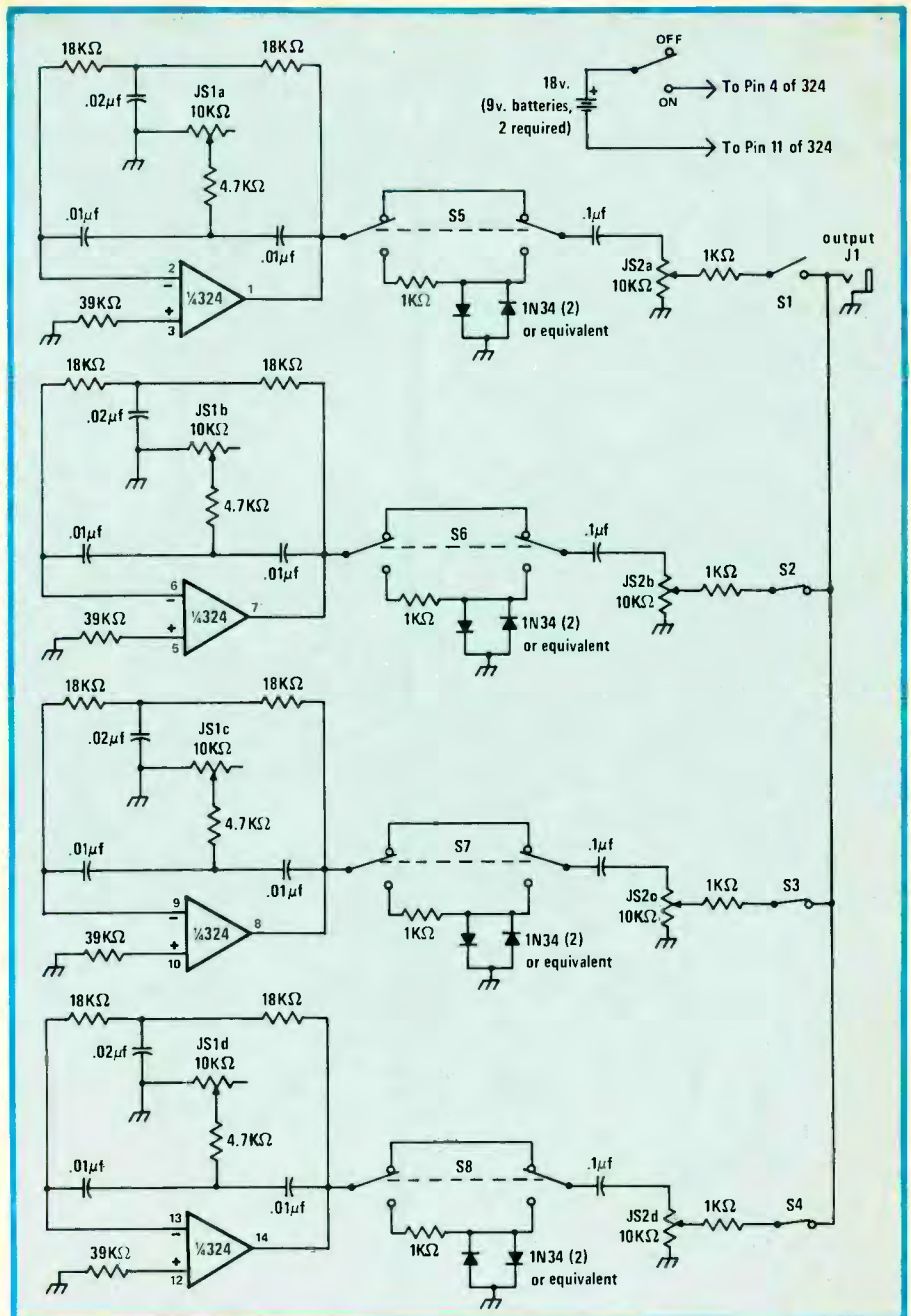 OFF
18v.
(9v. batteries,
2 required)
ON
To Pin 4 of 324
To Pin 11 of 324
18KΩ
18KΩ
.02µf
JS1a
10KΩ
4.7KΩ
.01µf
.01µf
2
−
¼324
1
39KΩ
+
3
S5
1KΩ
1N34 (2)
or equivalent
.1µf
JS2a
10KΩ
1KΩ
S1
output
J1
18KΩ
18KΩ
.02µf
JS1b
10KΩ
4.7KΩ
.01µf
.01µf
6
−
¼324
7
39KΩ
+
5
S6
1KΩ
1N34 (2)
or equivalent
.1µf
JS2b
10KΩ
1KΩ
S2
18KΩ
18KΩ
.02µf
JS1c
10KΩ
4.7KΩ
.01µf
.01µf
9
−
¼324
8
39KΩ
+
10
S7
1KΩ
1N34 (2)
or equivalent
.1µf
JS2c
10KΩ
1KΩ
S3
18KΩ
18KΩ
.02µf
JS1d
10KΩ
4.7KΩ
.01µf
.01µf
13
−
¼324
14
39KΩ
+
12
S8
1KΩ
1N34 (2)
or equivalent
.1µf
JS2d
10KΩ
1KΩ
S4